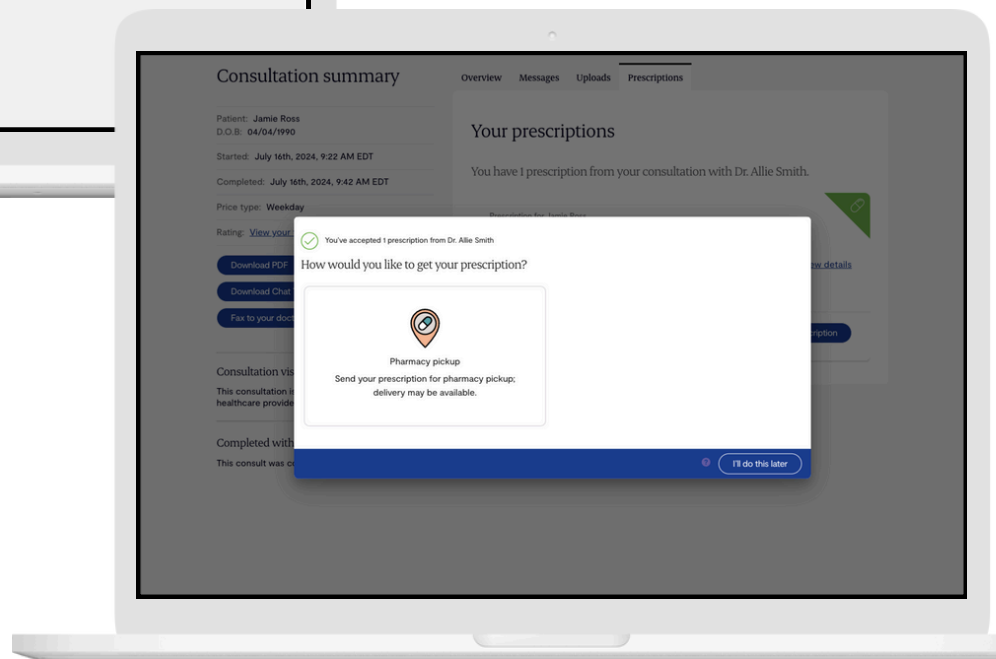 Consultation summary
Patient: Jamie Ross
D.O.B: 04/04/1990
Started: July 16th, 2024, 9:22 AM EDT
Completed: July 16th, 2024, 9:42 AM EDT
Price type: Weekday
Rating: View your
Download PDF
Download Chat
Fax to your
Consultation
This consultation
healthcare
Completed with
This consult was
Overview Messages Uploads Prescriptions
Your prescriptions
You have 1 prescription from your consultation with Dr. Allie Smith.
Prescription for Jamie Ross
details
You've accepted 1 prescription from Dr. Allie Smith
How would you like to get your prescription?
Pharmacy pickup
Send your prescription for pharmacy pickup;
delivery may be available.
?
I'll do this later